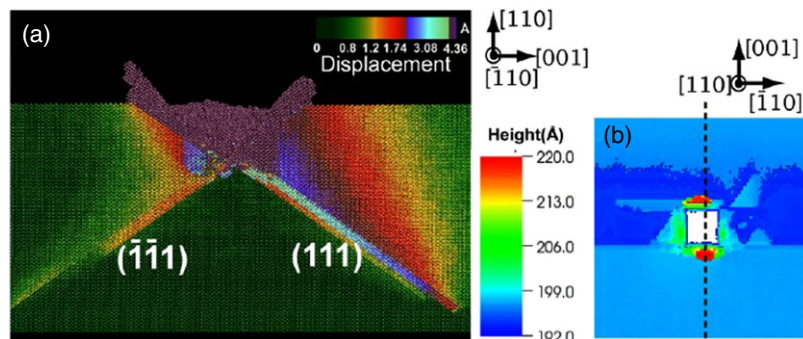 (a)
Å
0 0.8 1.2 1.74 3.08 4.36
Displacement
(1̄1̄1)
(111)
[110]
[001]
[1̄10]
Height(Å)
220.0
213.0
206.0
199.0
192.0
[001]
[110]
[1̄10]
(b)